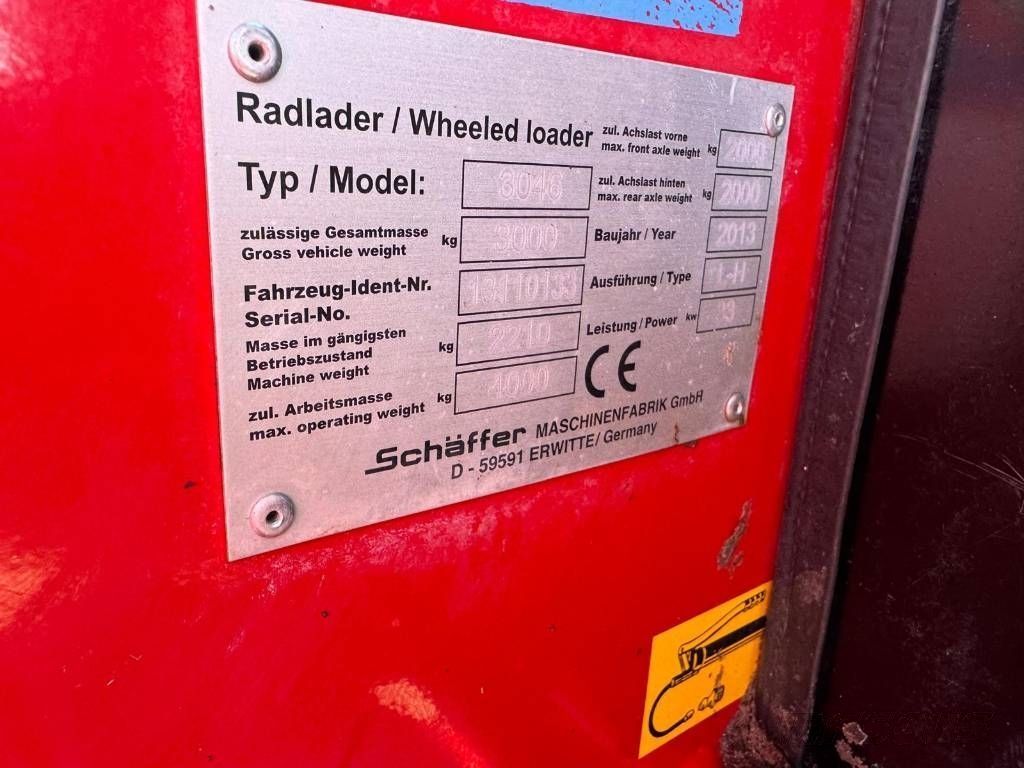 Radlader / Wheeled loader
zul. Achslast vorne
max. front axle weight kg 2000
Typ / Model: 3046
zul. Achslast hinten
max. rear axle weight kg 2000
zulässige Gesamtmasse
Gross vehicle weight kg 3000
Baujahr / Year 2013
Fahrzeug-Ident-Nr.
Serial-No.
Ausführung / Type
Masse im gängigsten
Betriebszustand
Machine weight kg 2210
Leistung / Power kw
zul. Arbeitsmasse
max. operating weight kg 4000
CE
Schäffer MASCHINENFABRIK GmbH
D - 59591 ERWITTE / Germany